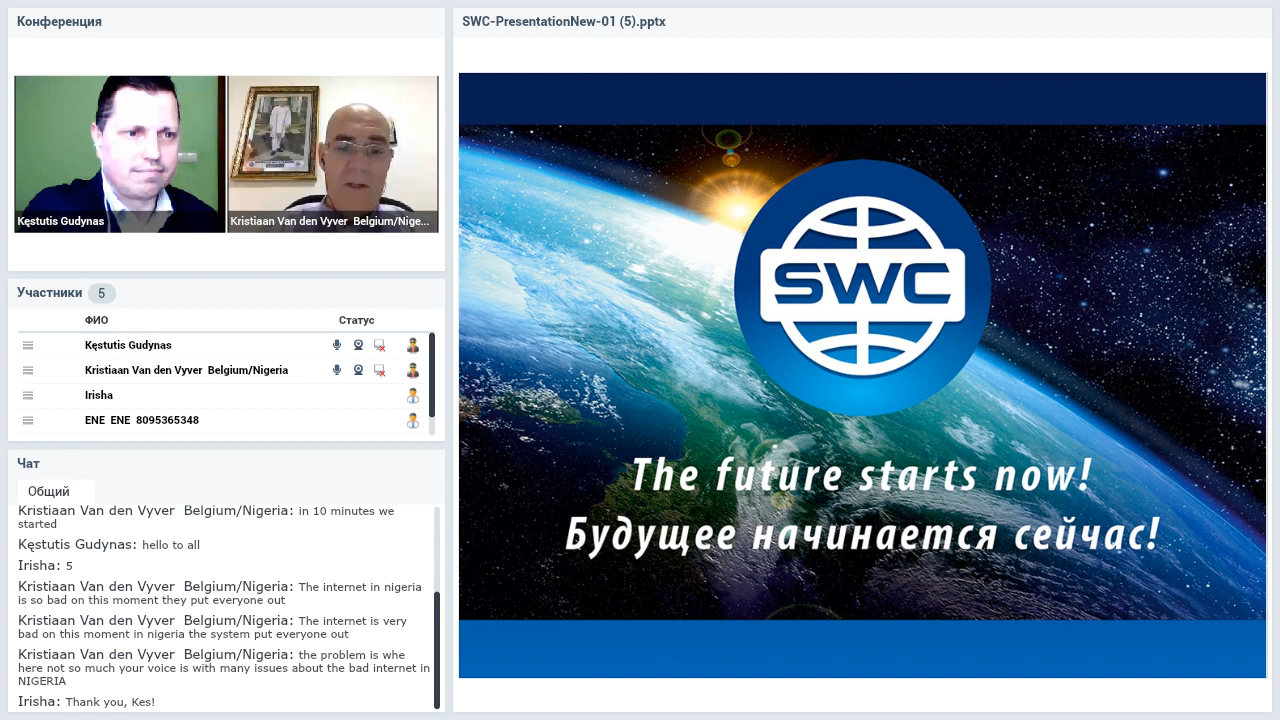 Конференция
Kęstutis Gudynas
Kristiaan Van den Vyver  Belgium/Nige...
Участники 5
ФИО Статус
Kęstutis Gudynas
Kristiaan Van den Vyver  Belgium/Nigeria
Irisha
ENE  ENE  8095365348
Чат
Общий
Kristiaan Van den Vyver  Belgium/Nigeria: in 10 minutes we
started
Kęstutis Gudynas: hello to all
Irisha: 5
Kristiaan Van den Vyver  Belgium/Nigeria: The internet in nigeria
is so bad on this moment they put everyone out
Kristiaan Van den Vyver  Belgium/Nigeria: The internet is very
bad on this moment in nigeria the system put everyone out
Kristiaan Van den Vyver  Belgium/Nigeria: the problem is whe
here not so much your voice is with many issues about the bad internet in
NIGERIA
Irisha: Thank you, Kes!
SWC-PresentationNew-01 (5).pptx
SWC
The future starts now!
Будущее начинается сейчас!